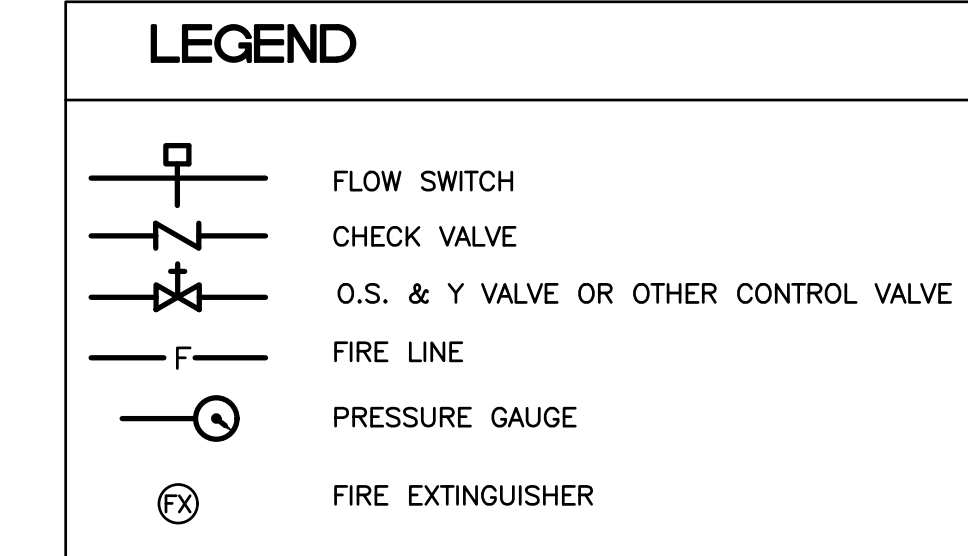 LEGEND
FLOW SWITCH
CHECK VALVE
O.S. & Y VALVE OR OTHER CONTROL VALVE
F FIRE LINE
PRESSURE GAUGE
FX FIRE EXTINGUISHER